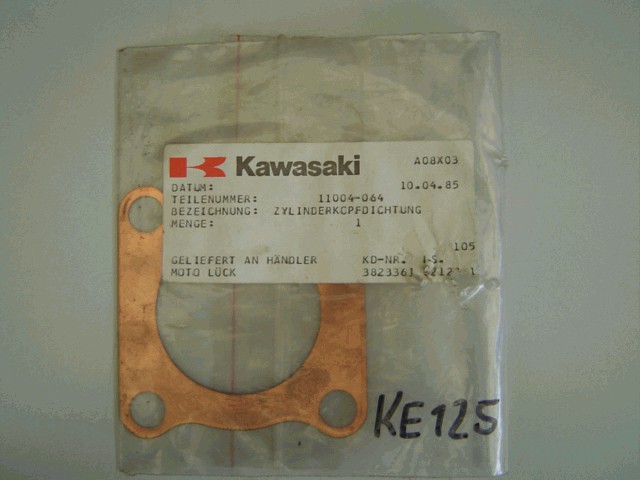 Kawasaki A08X03
DATUM: 10.04.85
TEILENUMMER: 11004-064
BEZEICHNUNG: ZYLINDERKOPFDICHTUNG
MENGE: 1
105
GELIEFERT AN HÄNDLER KD-NR.
MOTO LÜCK 3823361
KE125